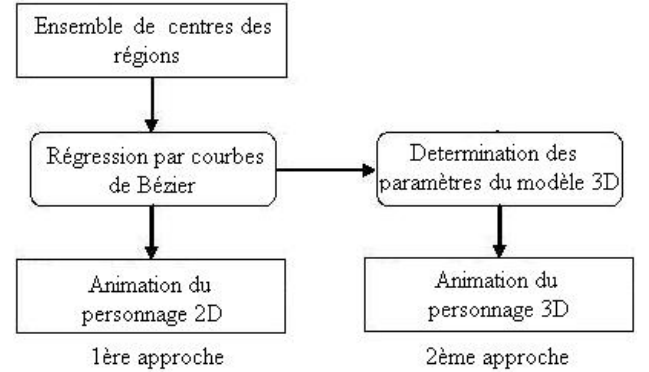 Ensemble de centres des
régions
Régression par courbes
de Bézier
Determination des
paramètres du modèle 3D
Animation du
personnage 2D
Animation du
personnage 3D
1ère approche
2ème approche